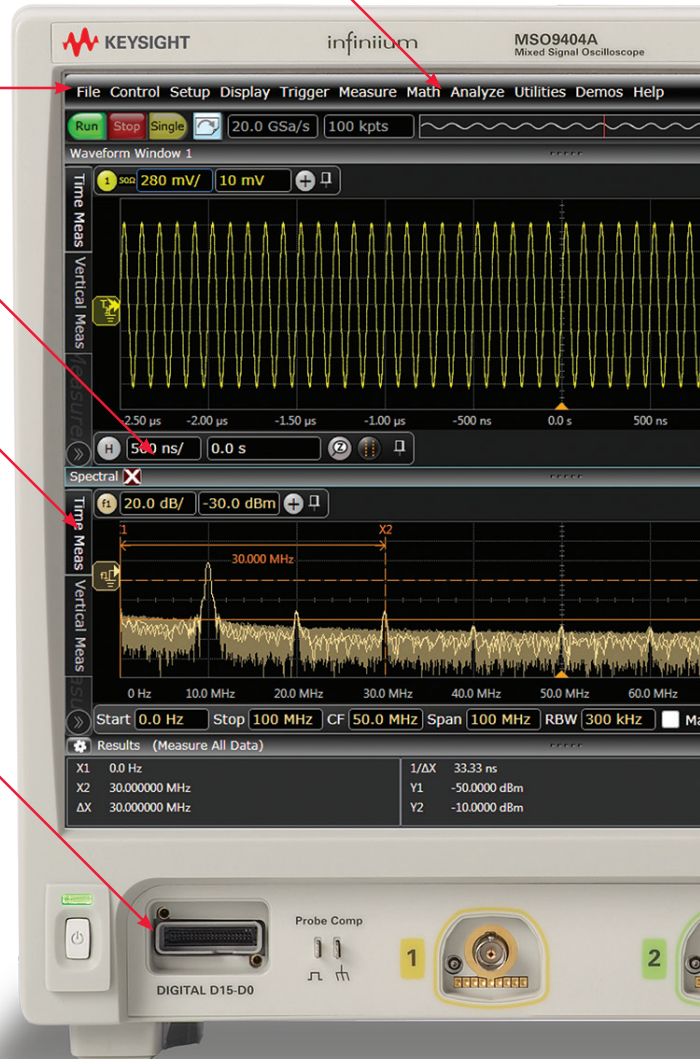 KEYSIGHT infiniium MSO9404A
Mixed Signal Oscilloscope
File Control Setup Display Trigger Measure Math Analyze Utilities Demos Help
Run Stop Single 20.0 GSa/s 100 kpts
Waveform Window 1
Time Meas
Vertical Meas
1 50Ω 280 mV/ 10 mV
-2.50 µs -2.00 µs -1.50 µs -1.00 µs -500 ns 0.0 s 500 ns
H 500 ns/ 0.0 s
Spectral
Time Meas
Vertical Meas
f1 20.0 dB/ -30.0 dBm
X2
30.000 MHz
f1
0 Hz 10.0 MHz 20.0 MHz 30.0 MHz 40.0 MHz 50.0 MHz 60.0 MHz
Start 0.0 Hz Stop 100 MHz CF 50.0 MHz Span 100 MHz RBW 300 kHz
Results (Measure All Data)
X1 0.0 Hz 1/ΔX 33.33 ns
X2 30.000000 MHz Y1 -50.0000 dBm
ΔX 30.000000 MHz Y2 -10.0000 dBm
Probe Comp
1
2
DIGITAL D15-D0